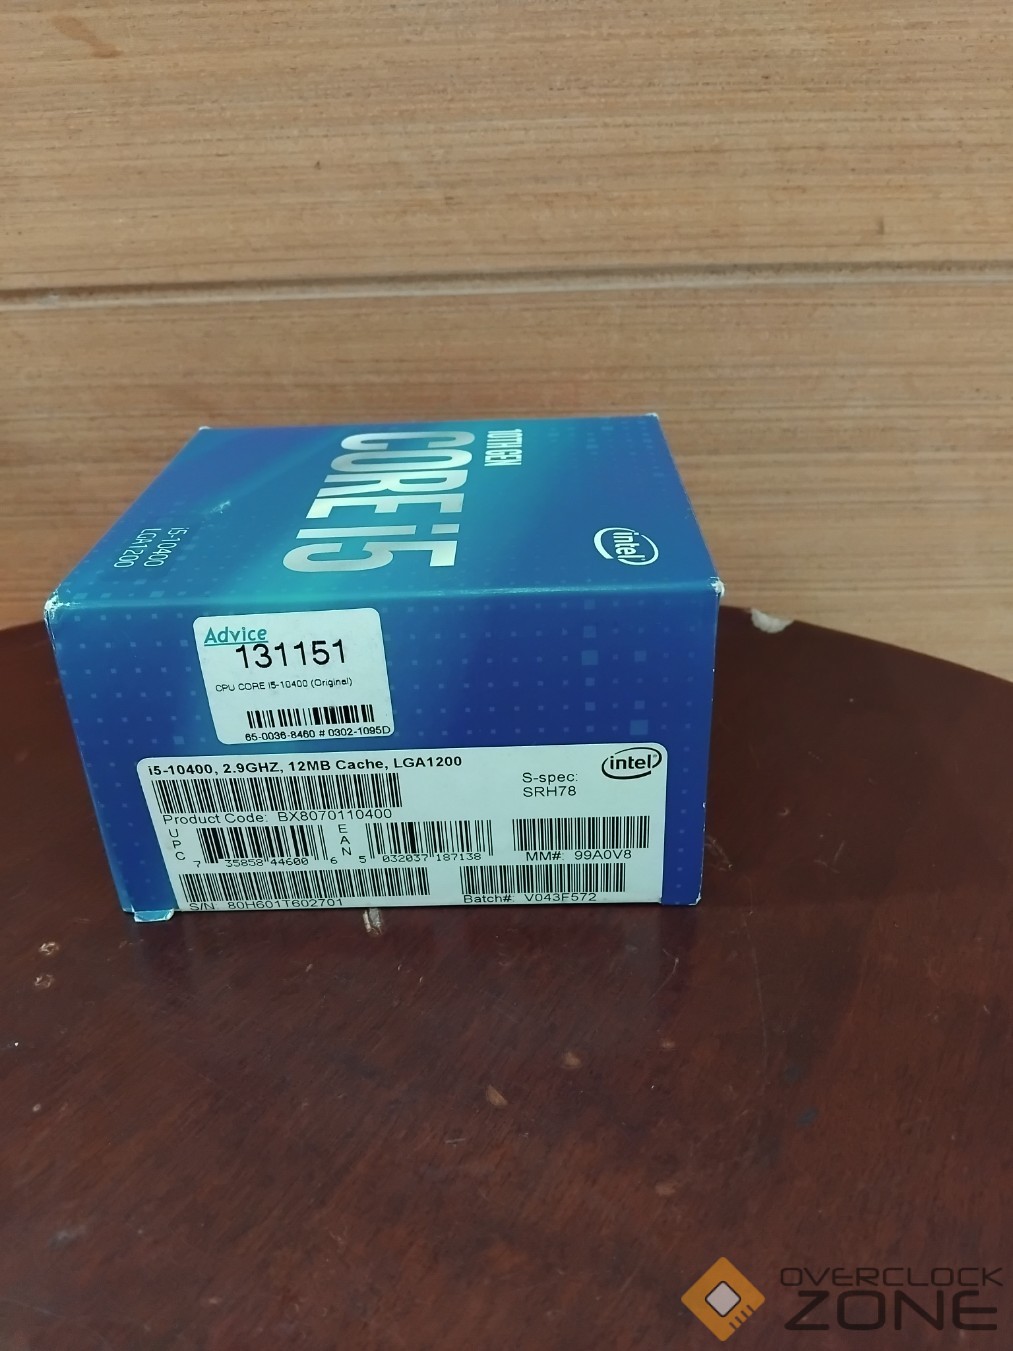 10TH GEN
CORE i5
intel
i5-10400
LGA1200
Advice
131151
CPU CORE i5-10400 (Original)
65-0036-8460 # 0302-1095D
i5-10400, 2.9GHZ, 12MB Cache, LGA1200
intel
S-spec:
SRH78
Product Code: BX8070110400
UPC
7 35858 44600 6
EAN
5 032037 187138
MM#: 99A0V8
S/N 80H601T602701
Batch#: V043F572
OVERCLOCK
ZONE